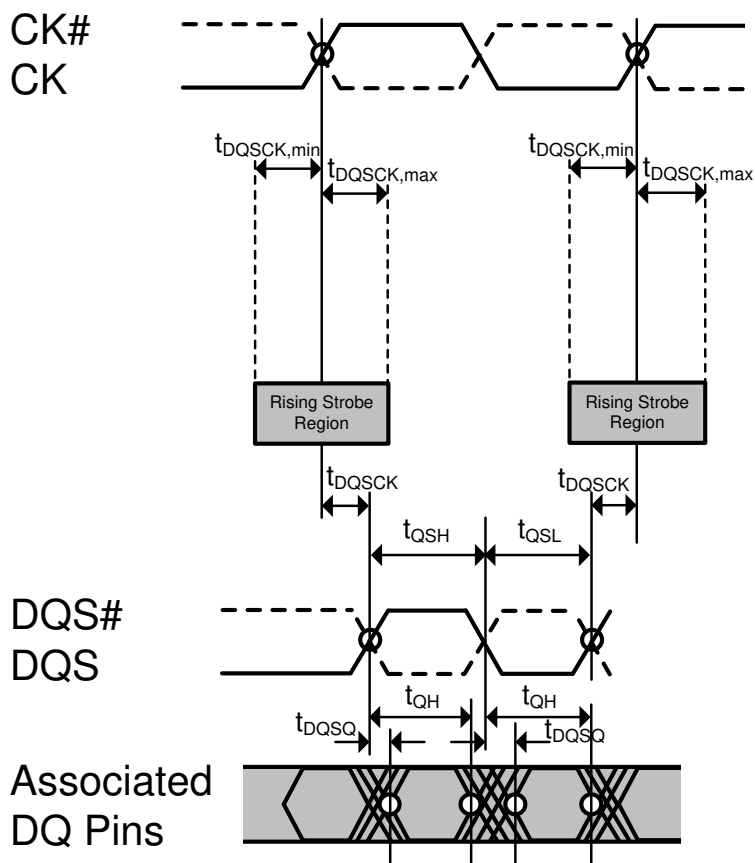 CK#
CK
tDQSCK,min
tDQSCK,min
tDQSCK,max
tDQSCK,max
Rising Strobe
Region
Rising Strobe
Region
tDQSCK
tDQSCK
tQSH
tQSL
DQS#
DQS
tQH
tQH
tDQSQ
tDQSQ
Associated
DQ Pins